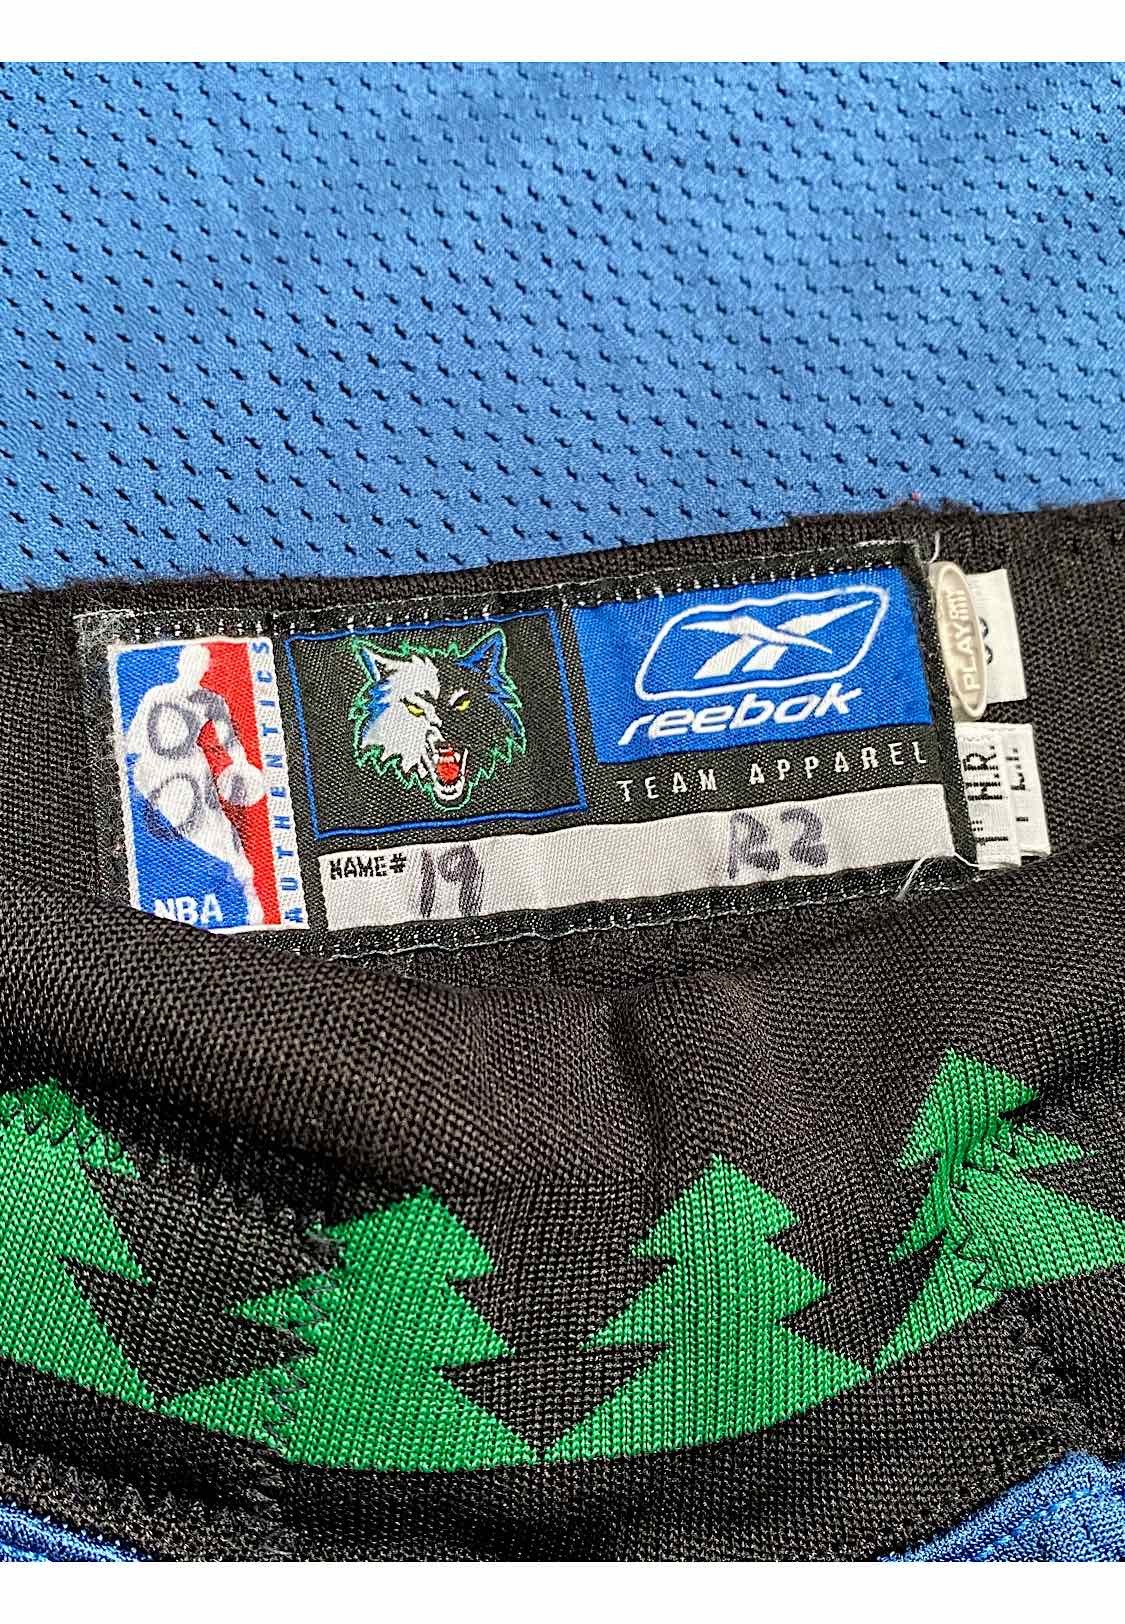 NBA
AUTHENTICS
Reebok
TEAM APPAREL
NAME# 19 R2
PLAY
1" H.R.